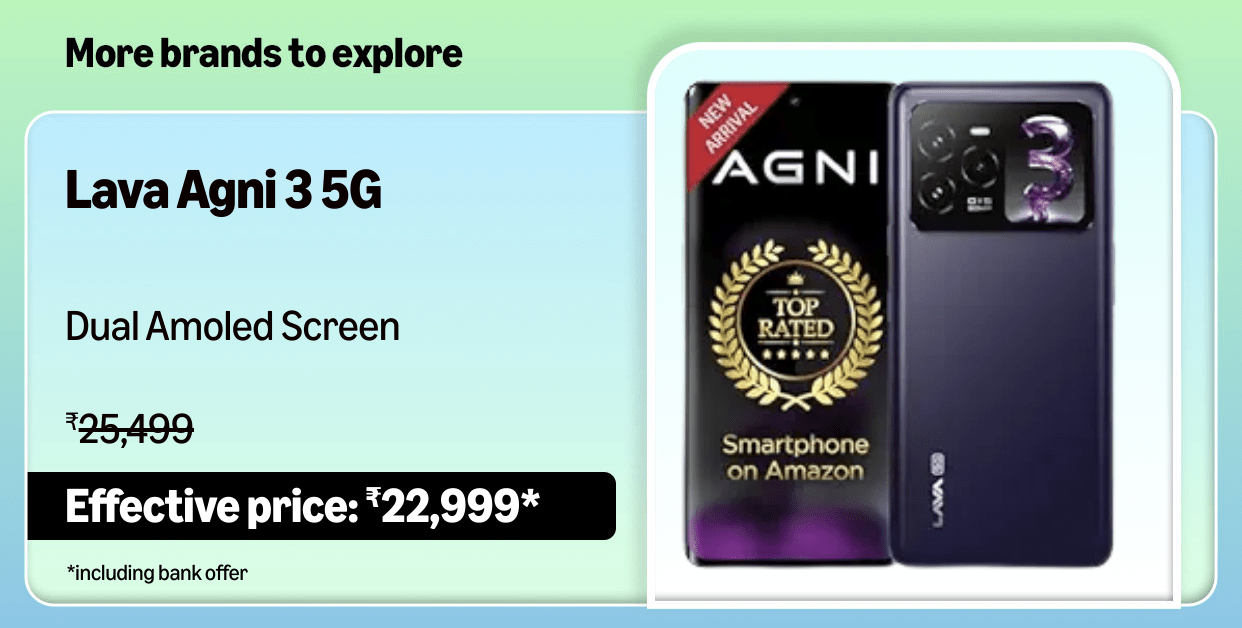 More brands to explore
Lava Agni 3 5G
Dual Amoled Screen
₹25,499
Effective price: ₹22,999*
*including bank offer
NEW
ARRIVAL
AGNI
TOP
RATED
Smartphone
on Amazon
3
LAVA 5G